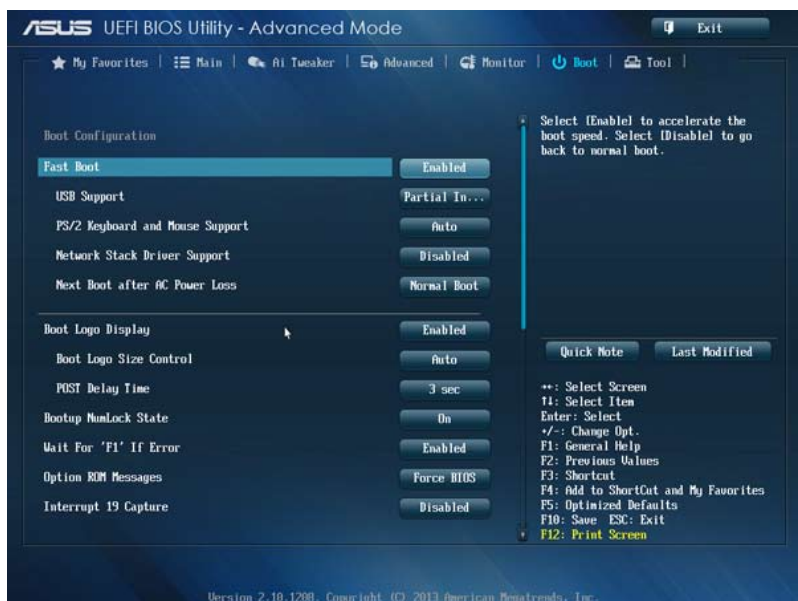 ASUS UEFI BIOS Utility - Advanced Mode
Exit
My Favorites | Main | Ai Tweaker | Advanced | Monitor | Boot | Tool |
Boot Configuration
Fast Boot Enabled
USB Support Partial In...
PS/2 Keyboard and Mouse Support Auto
Network Stack Driver Support Disabled
Next Boot after AC Power Loss Normal Boot
Boot Logo Display Enabled
Boot Logo Size Control Auto
POST Delay Time 3 sec
Bootup NumLock State On
Wait For 'F1' If Error Enabled
Option ROM Messages Force BIOS
Interrupt 19 Capture Disabled
Select [Enable] to accelerate the
boot speed. Select [Disable] to go
back to normal boot.
Quick Note Last Modified
→←: Select Screen
↑↓: Select Item
Enter: Select
+/-: Change Opt.
F1: General Help
F2: Previous Values
F3: Shortcut
F4: Add to ShortCut and My Favorites
F5: Optimized Defaults
F10: Save ESC: Exit
F12: Print Screen
Version 2.10.1208. Copyright (C) 2013 American Megatrends, Inc.